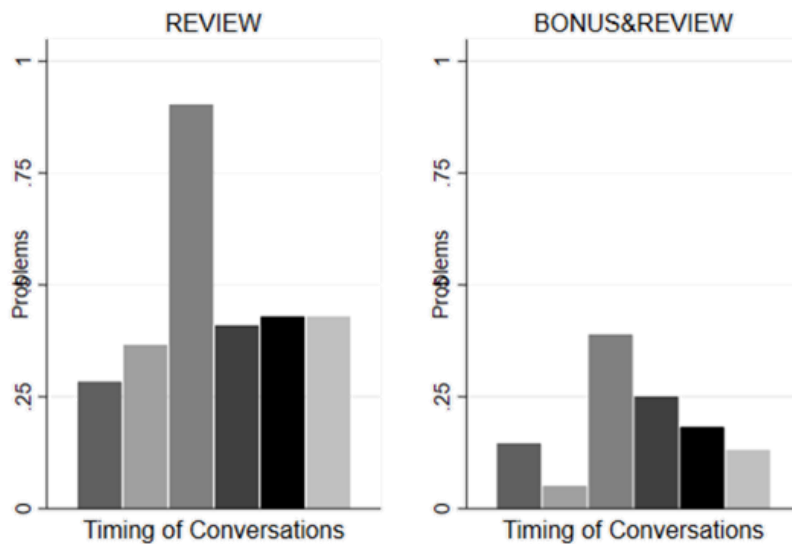 REVIEW
1
.75
Problems
.25
0
Timing of Conversations
BONUS&REVIEW
1
.75
Problems
.25
0
Timing of Conversations